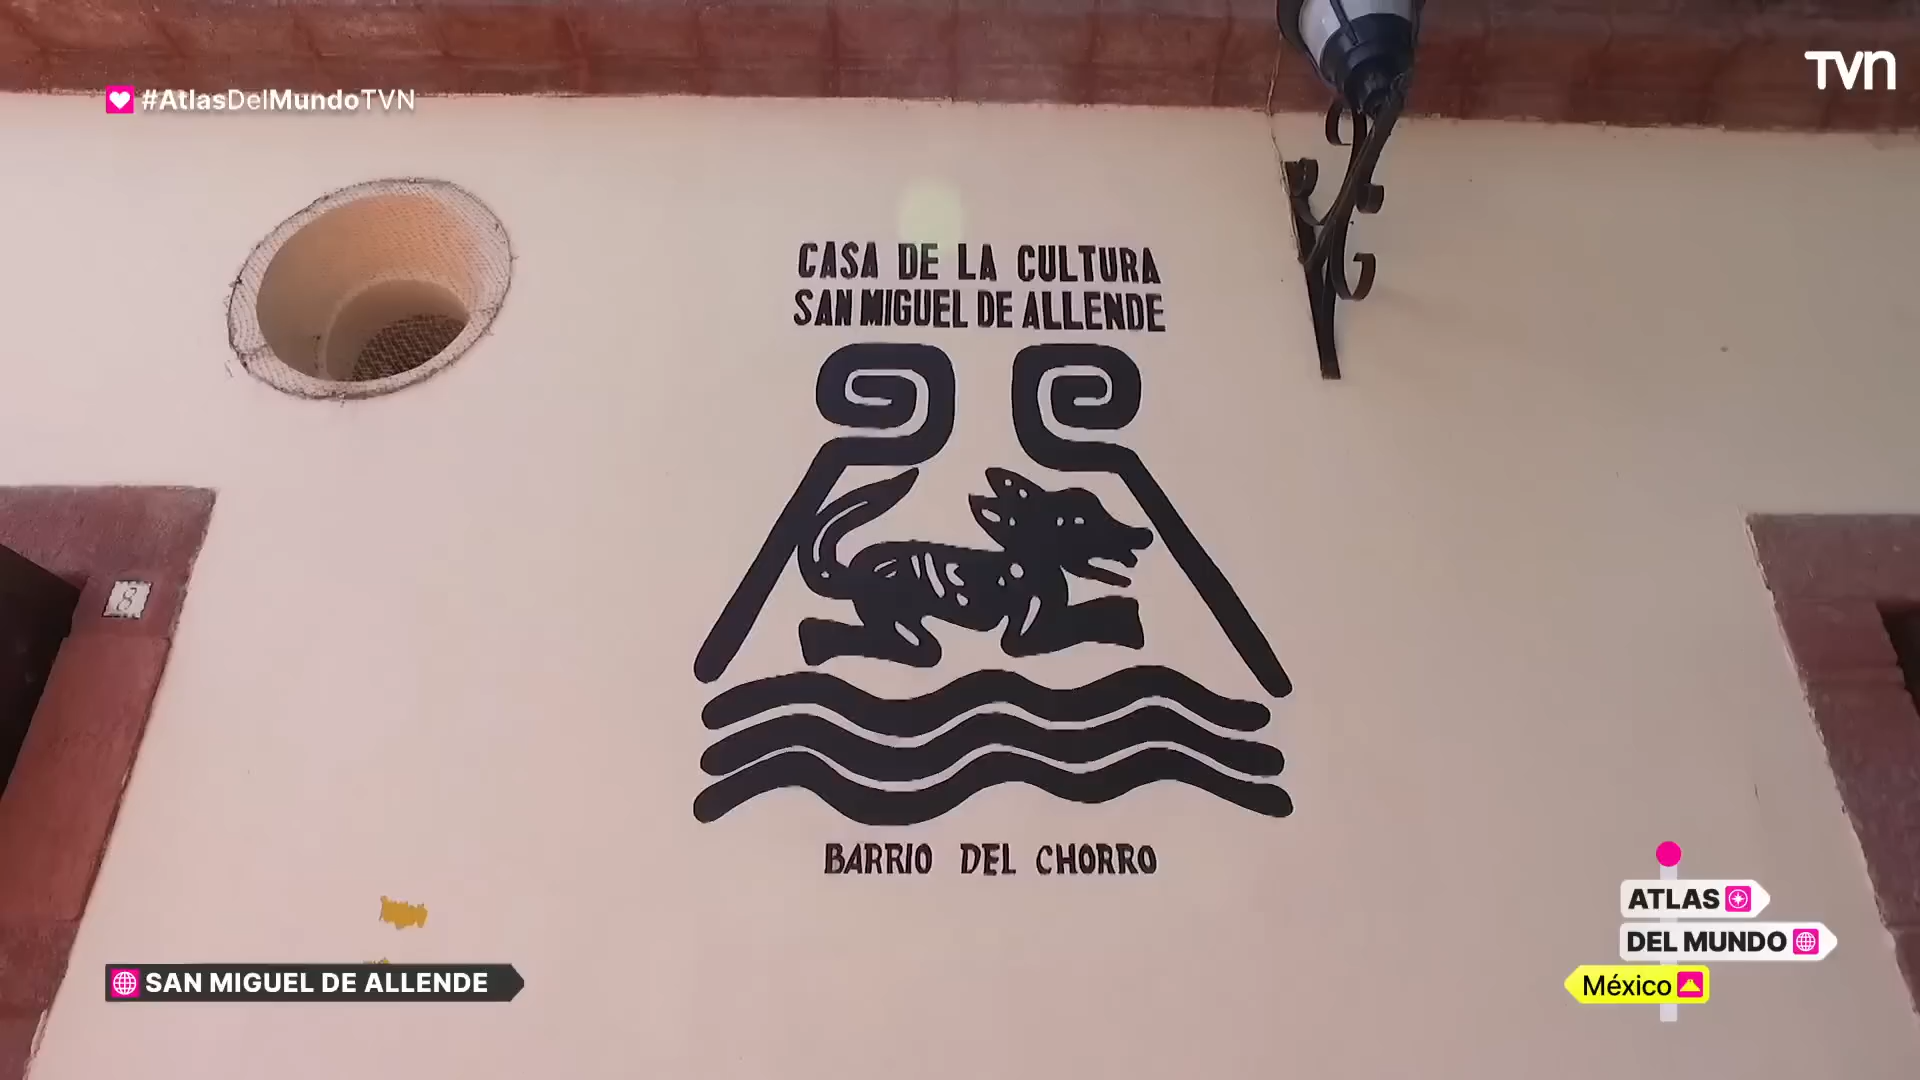 #AtlasDelMundoTVN
TVN
CASA DE LA CULTURA
SAN MIGUEL DE ALLENDE
8
BARRIO DEL CHORRO
ATLAS
DEL MUNDO
México
SAN MIGUEL DE ALLENDE